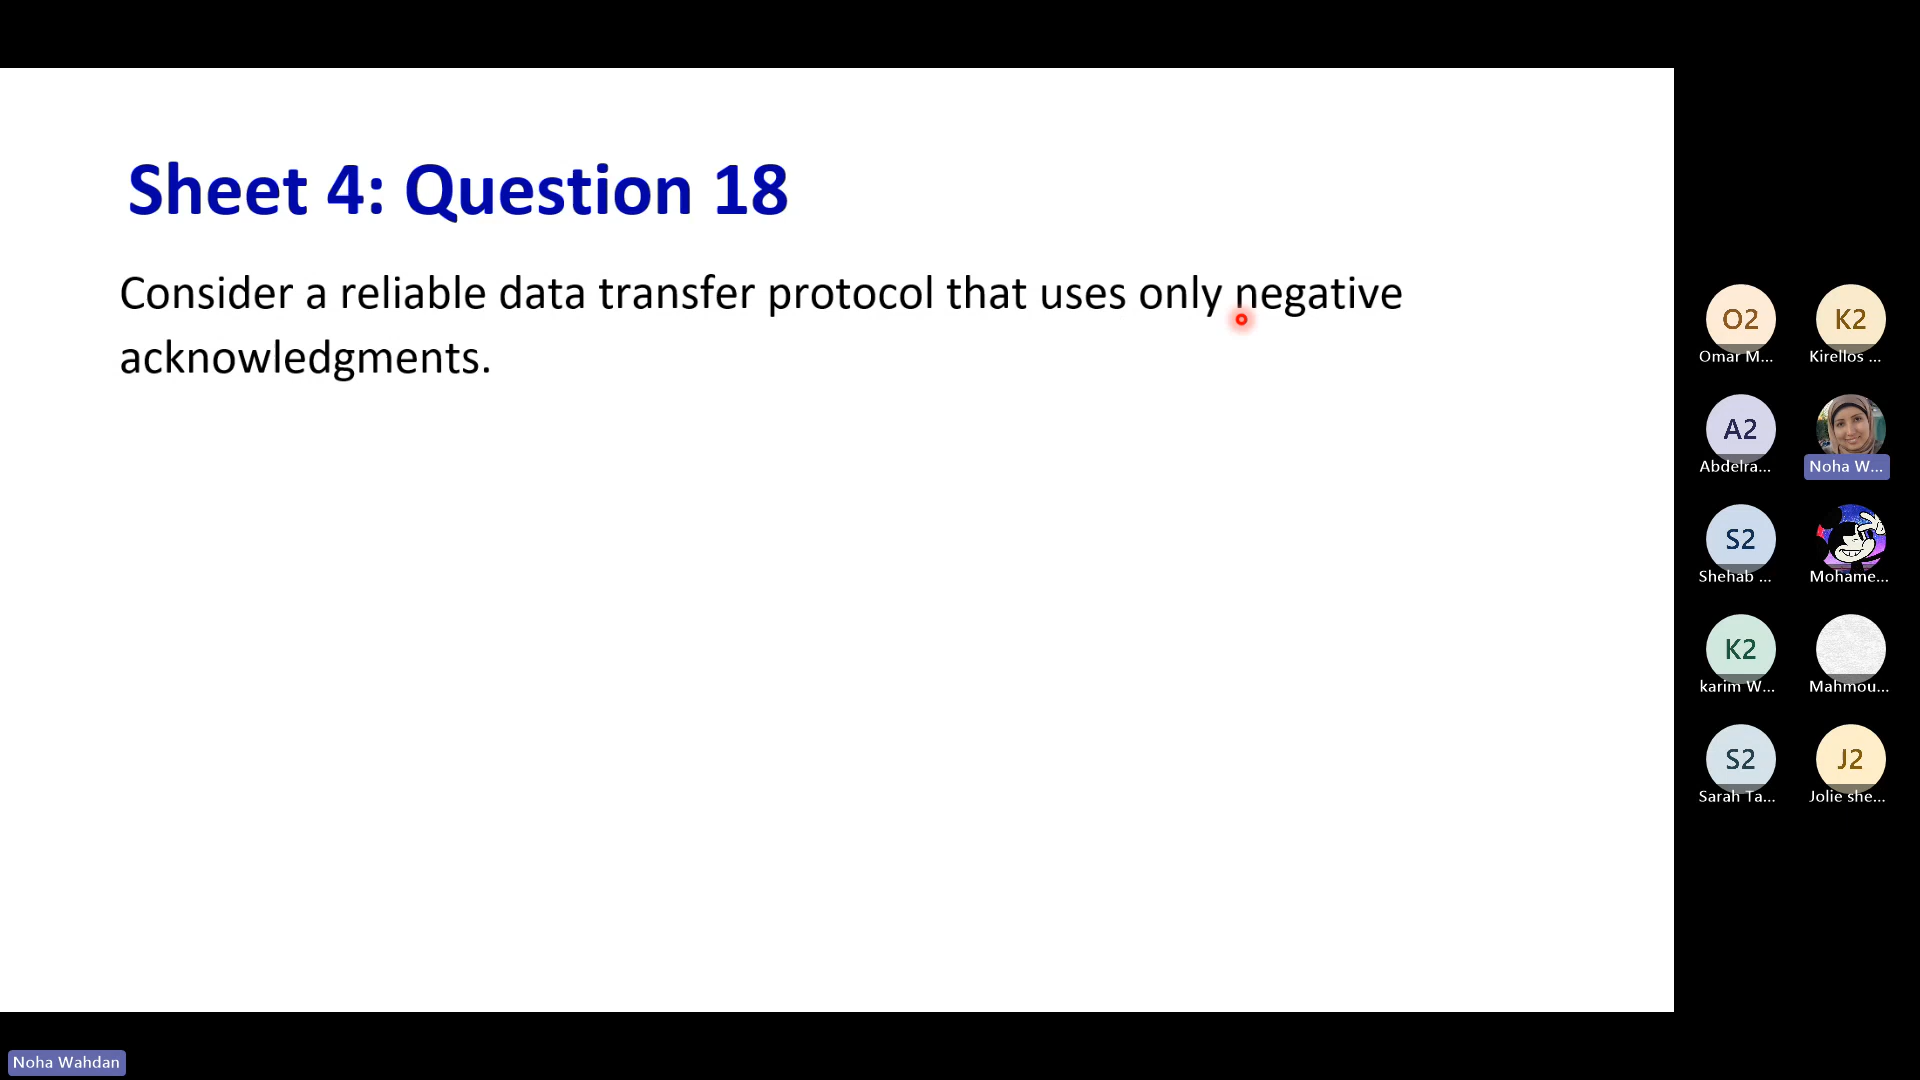 Sheet 4: Question 18
Consider a reliable data transfer protocol that uses only negative
acknowledgments.
O2
K2
Omar M...
Kirellos ...
A2
Abdelra...
Noha W...
S2
Shehab ...
Mohame...
K2
karim W...
Mahmou...
S2
J2
Sarah Ta...
Jolie she...
Noha Wahdan